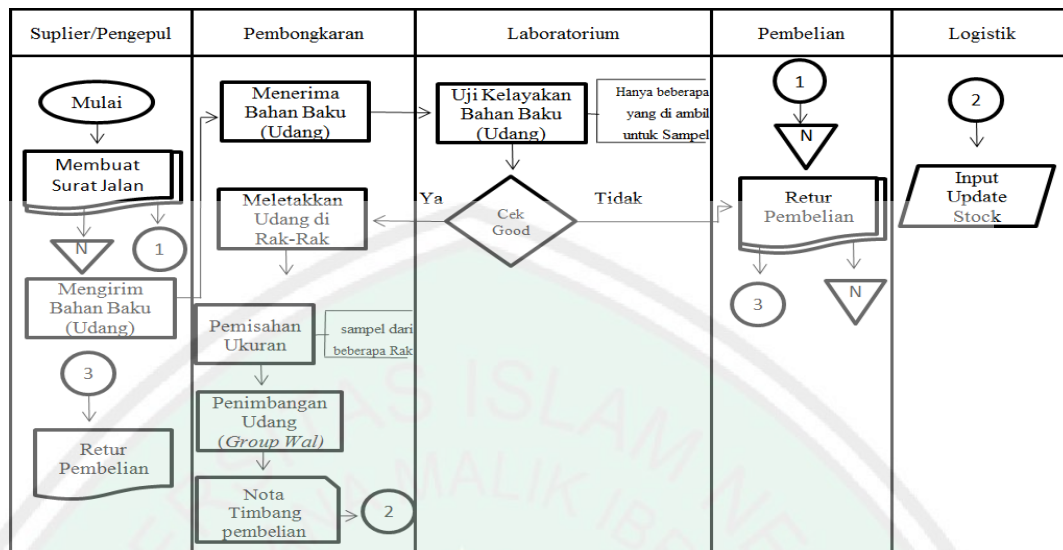 Suplier/Pengepul
Pembongkaran
Laboratorium
Pembelian
Logistik
Mulai
Membuat
Surat Jalan
N
1
Mengirim
Bahan Baku
(Udang)
3
Retur
Pembelian
Menerima
Bahan Baku
(Udang)
Meletakkan
Udang di
Rak-Rak
Pemisahan
Ukuran
sampel dari
beberapa Rak
Penimbangan
Udang
(Group Wal)
Nota
Timbang
pembelian
2
Uji Kelayakan
Bahan Baku
(Udang)
Hanya beberapa
yang di ambil
untuk Sampel
Ya
Cek
Good
Tidak
1
N
Retur
Pembelian
3
N
2
Input
Update
Stock